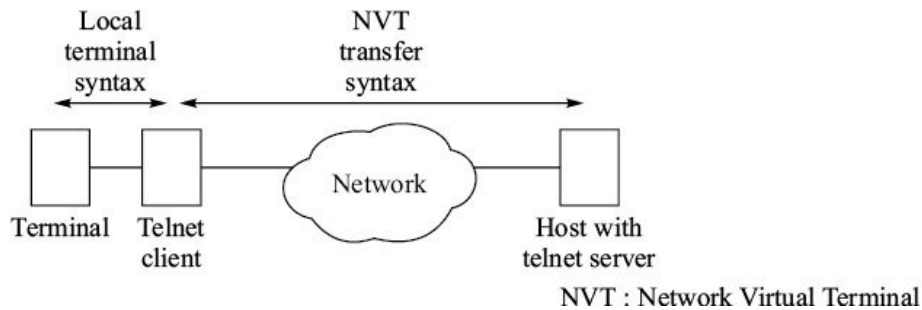 Local
terminal
syntax
NVT
transfer
syntax
Network
Terminal
Telnet
client
Host with
telnet server
NVT : Network Virtual Terminal